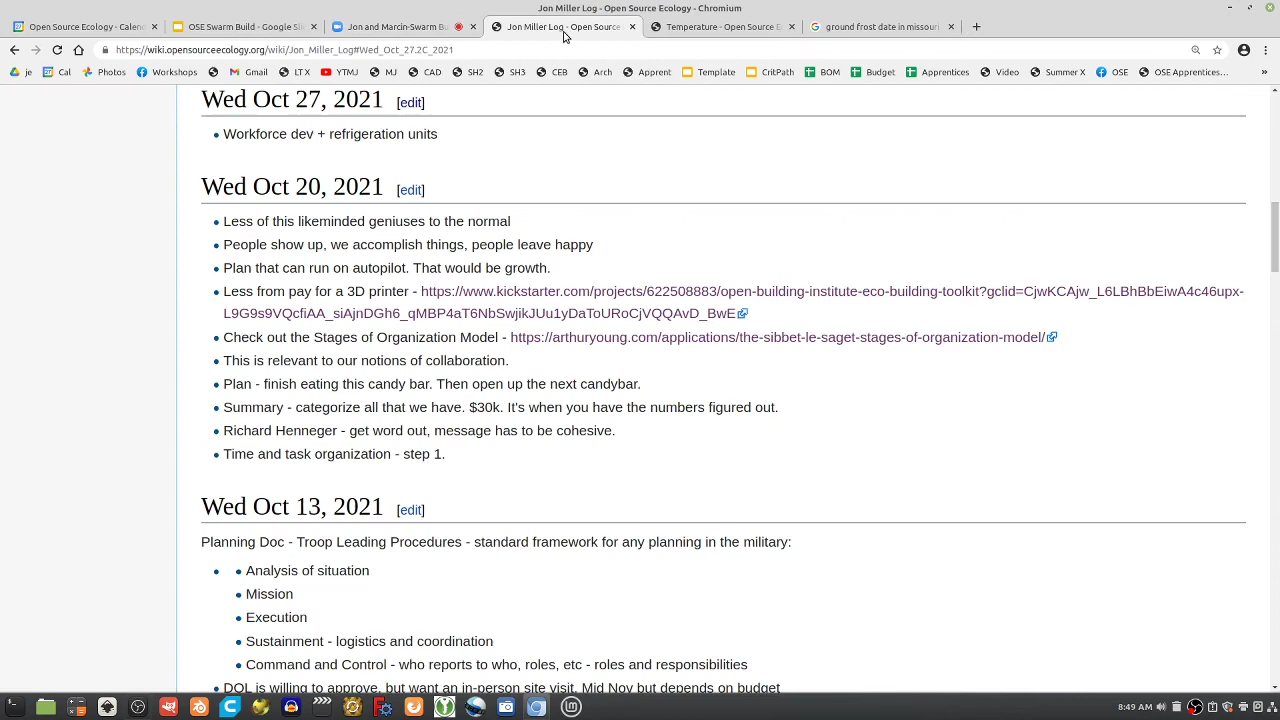 Jon Miller Log - Open Source Ecology - Chromium
Open Source Ecology - Calen
OSE Swarm Build - Google Sli
Jon and Marcin-Swarm B
Jon Miller Log - Open Source
Temperature - Open Source E
ground frost date in missour
https://wiki.opensourceecology.org/wiki/Jon_Miller_Log#Wed_Oct_27.2C_2021
je
Cal
Photos
Workshops
Gmail
LTX
YTMJ
MJ
CAD
SH2
SH3
CEB
Arch
Apprent
Template
CritPath
BOM
Budget
Apprentices
Video
Summer X
OSE
OSE Apprentices...
»
Wed Oct 27, 2021 [edit]
Workforce dev + refrigeration units
Wed Oct 20, 2021 [edit]
Less of this likeminded geniuses to the normal
People show up, we accomplish things, people leave happy
Plan that can run on autopilot. That would be growth.
Less from pay for a 3D printer - https://www.kickstarter.com/projects/622508883/open-building-institute-eco-building-toolkit?gclid=CjwKCAjw_L6LBhBbEiwA4c46upx-
L9G9s9VQcfiAA_siAjnDGh6_qMBP4aT6NbSwjikJUu1yDaToURoCjVQQAvD_BwE
Check out the Stages of Organization Model - https://arthuryoung.com/applications/the-sibbet-le-saget-stages-of-organization-model/
This is relevant to our notions of collaboration.
Plan - finish eating this candy bar. Then open up the next candybar.
Summary - categorize all that we have. $30k. It's when you have the numbers figured out.
Richard Henneger - get word out, message has to be cohesive.
Time and task organization - step 1.
Wed Oct 13, 2021 [edit]
Planning Doc - Troop Leading Procedures - standard framework for any planning in the military:
Analysis of situation
Mission
Execution
Sustainment - logistics and coordination
Command and Control - who reports to who, roles, etc - roles and responsibilities
DOL is willing to approve, but want an in-person site visit. Mid Nov but depends on budget
8:49 AM